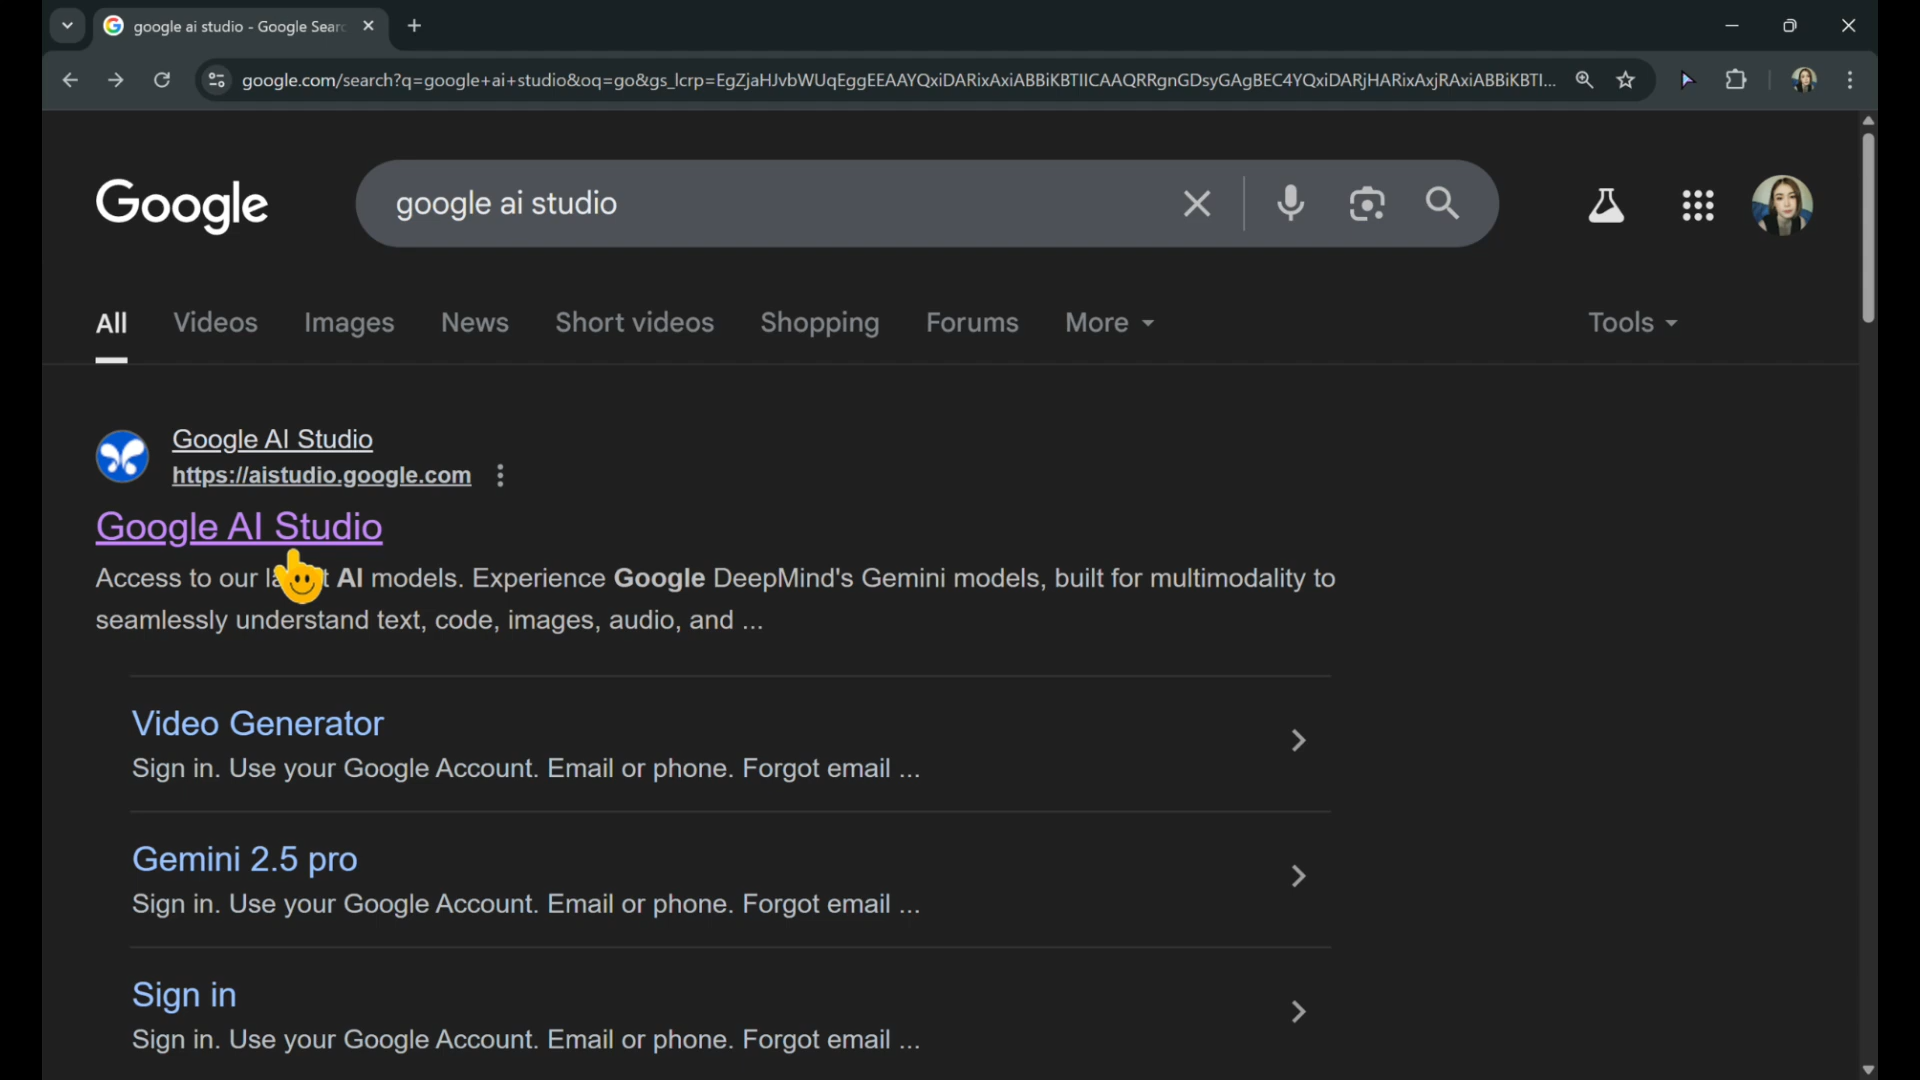 google ai studio - Google Sear
google.com/search?q=google+ai+studio&oq=go&gs_lcrp=EgZjaHJvbWUqEggEEAAYQxiDARixAxiABBiKBTIICAAQRRgnGDsyGAgBEC4YQxiDARjHARixAxjRAxiABBiKBTI...
Google
google ai studio
All Videos Images News Short videos Shopping Forums More Tools
Google AI Studio
https://aistudio.google.com
Google AI Studio
Access to our AI models. Experience Google DeepMind's Gemini models, built for multimodality to
seamlessly understand text, code, images, audio, and ...
Video Generator
Sign in. Use your Google Account. Email or phone. Forgot email ...
Gemini 2.5 pro
Sign in. Use your Google Account. Email or phone. Forgot email ...
Sign in
Sign in. Use your Google Account. Email or phone. Forgot email ...